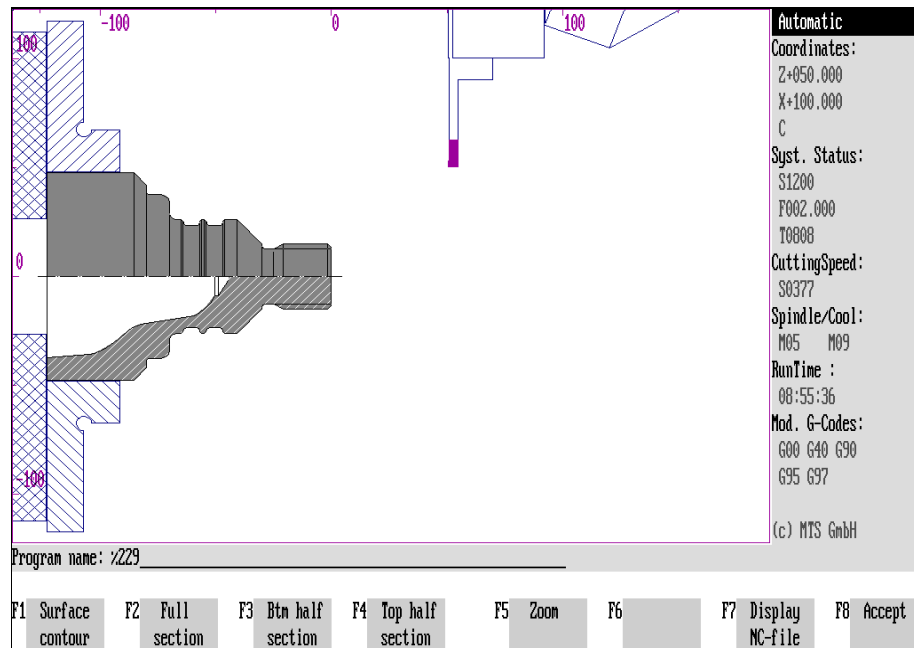 -100 0 100
100
0
-100
Automatic
Coordinates:
Z+050.000
X+100.000
C
Syst. Status:
S1200
F002.000
T0808
CuttingSpeed:
S0377
Spindle/Cool:
M05 M09
RunTime :
08:55:36
Mod. G-Codes:
G00 G40 G90
G95 G97
(c) MTS GmbH
Program name: %229
F1 Surface contour
F2 Full section
F3 Btm half section
F4 Top half section
F5 Zoom
F6
F7 Display NC-file
F8 Accept